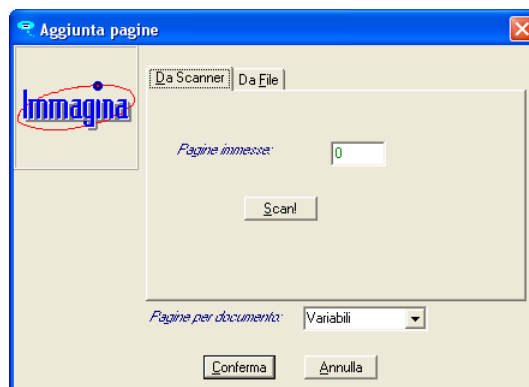 Aggiunta pagine
Immagina
Da Scanner Da File
Pagine immesse: 0
Scan!
Pagine per documento: Variabili
Conferma Annulla